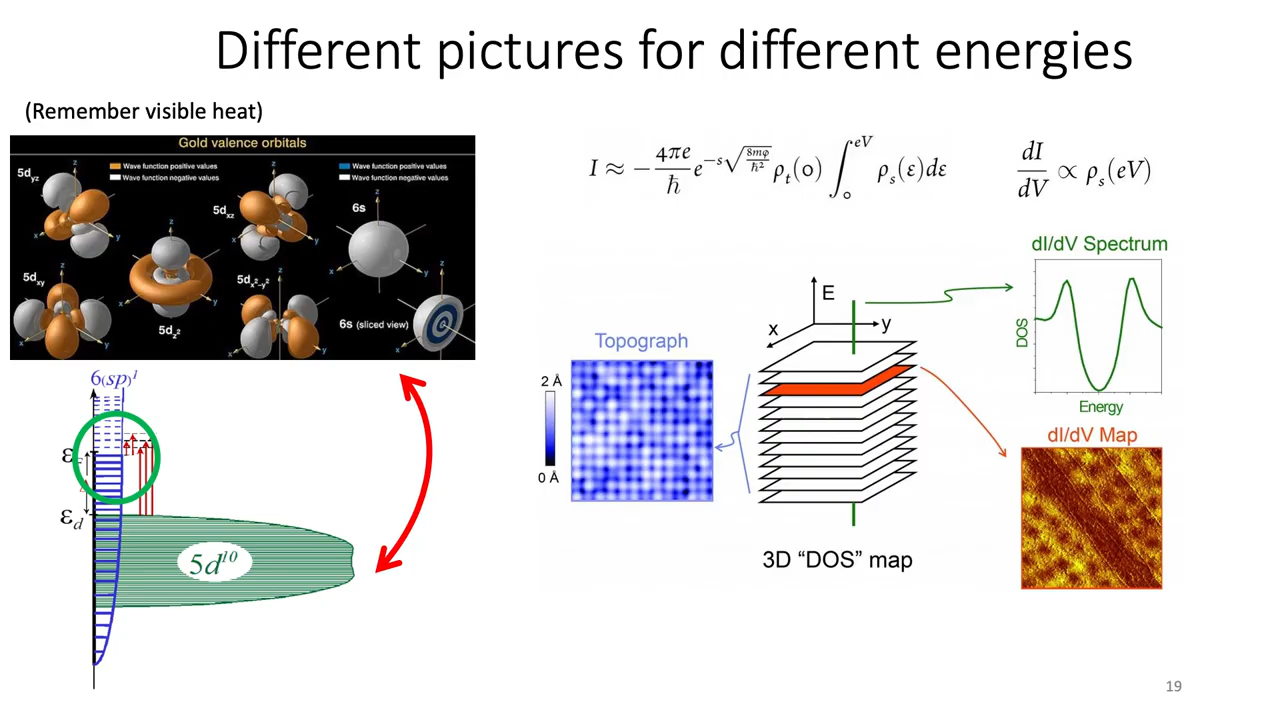 Different pictures for different energies
(Remember visible heat)
Gold valence orbitals
Wave function positive values
Wave function negative values
Wave function positive values
Wave function negative values
5d_yz
5d_xz
6s
5d_xy
5d_z²
5d_x²-y²
6s (sliced view)
z
x
y
6(sp)¹
ε_d
5d¹⁰
I ≈ −(4πe/ħ) e^(−s√(8mφ/ħ²)) ρ_t(0) ∫_0^eV ρ_s(ε)dε
dI/dV ∝ ρ_s(eV)
dI/dV Spectrum
DOS
Energy
E
x
y
Topograph
2 Å
0 Å
dI/dV Map
3D “DOS” map
19